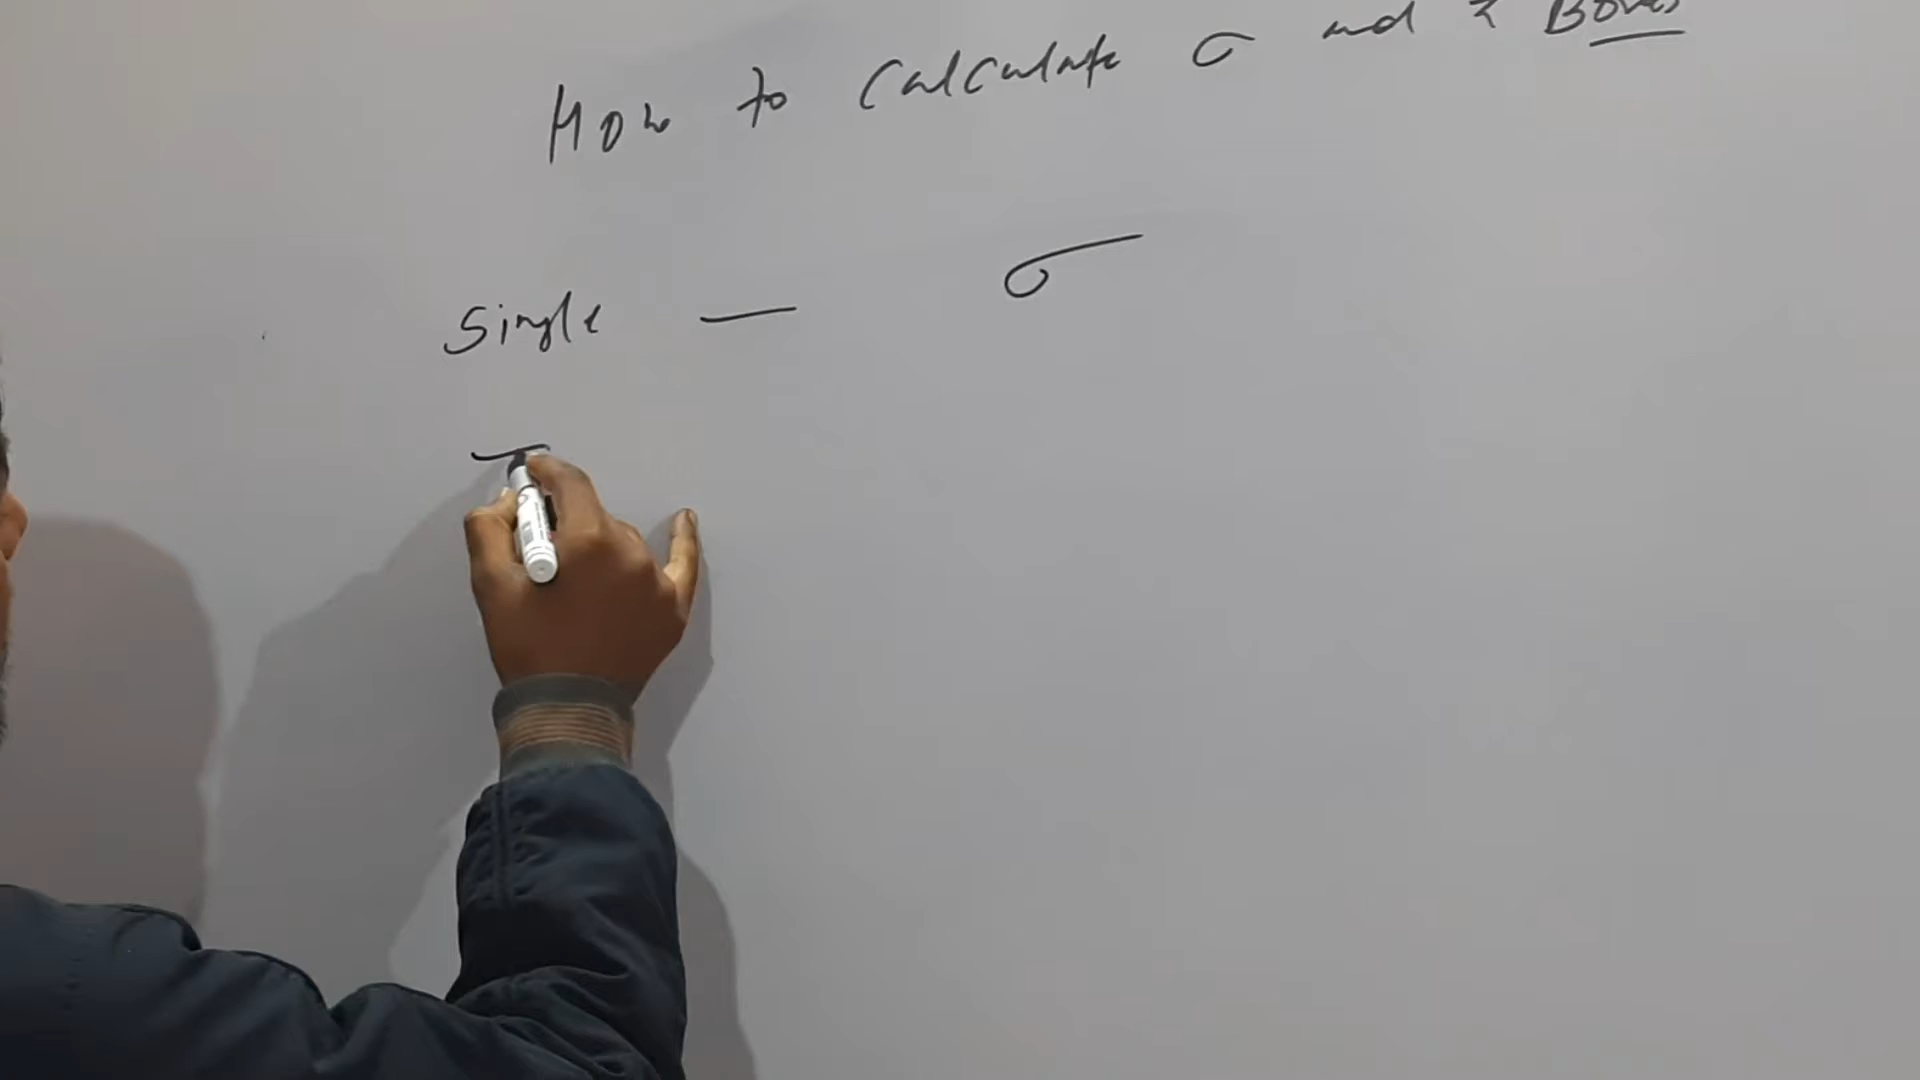 How to Calculate σ and π Bonds
Single — σ